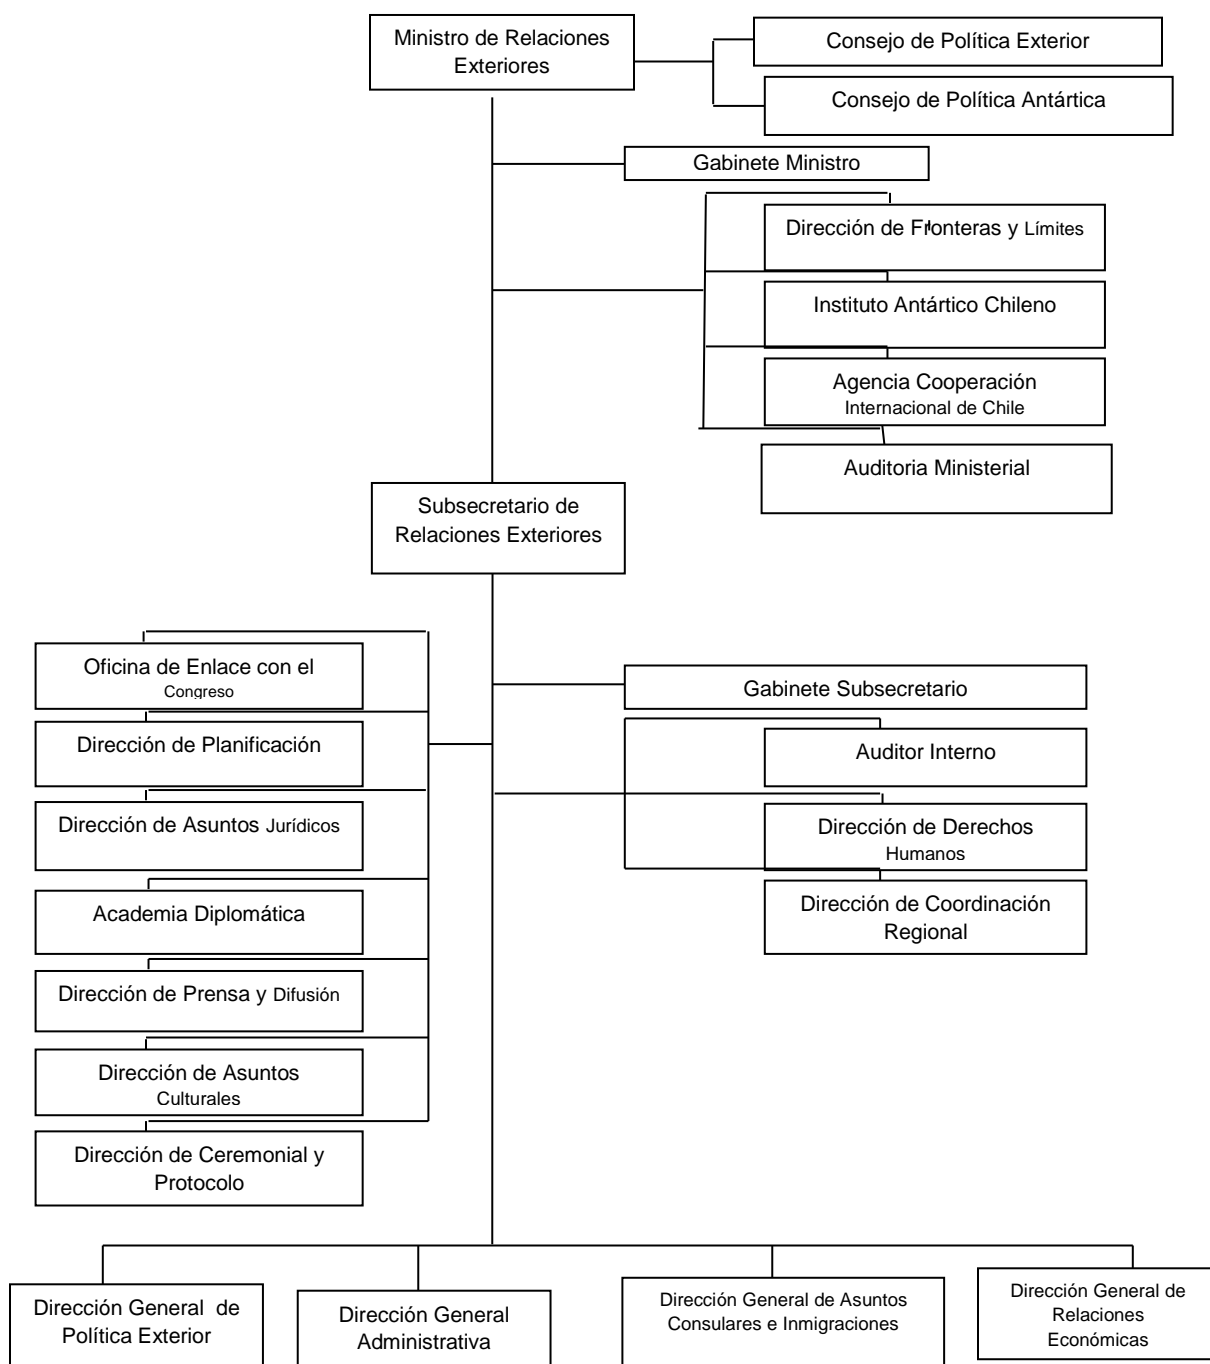 Ministro de Relaciones
Exteriores
Consejo de Política Exterior
Consejo de Política Antártica
Gabinete Ministro
Dirección de Fronteras y Límites
Instituto Antártico Chileno
Agencia Cooperación
Internacional de Chile
Auditoria Ministerial
Subsecretario de
Relaciones Exteriores
Oficina de Enlace con el
Congreso
Dirección de Planificación
Dirección de Asuntos Jurídicos
Academia Diplomática
Dirección de Prensa y Difusión
Dirección de Asuntos
Culturales
Dirección de Ceremonial y
Protocolo
Gabinete Subsecretario
Auditor Interno
Dirección de Derechos
Humanos
Dirección de Coordinación
Regional
Dirección General de
Política Exterior
Dirección General
Administrativa
Dirección General de Asuntos
Consulares e Inmigraciones
Dirección General de
Relaciones
Económicas